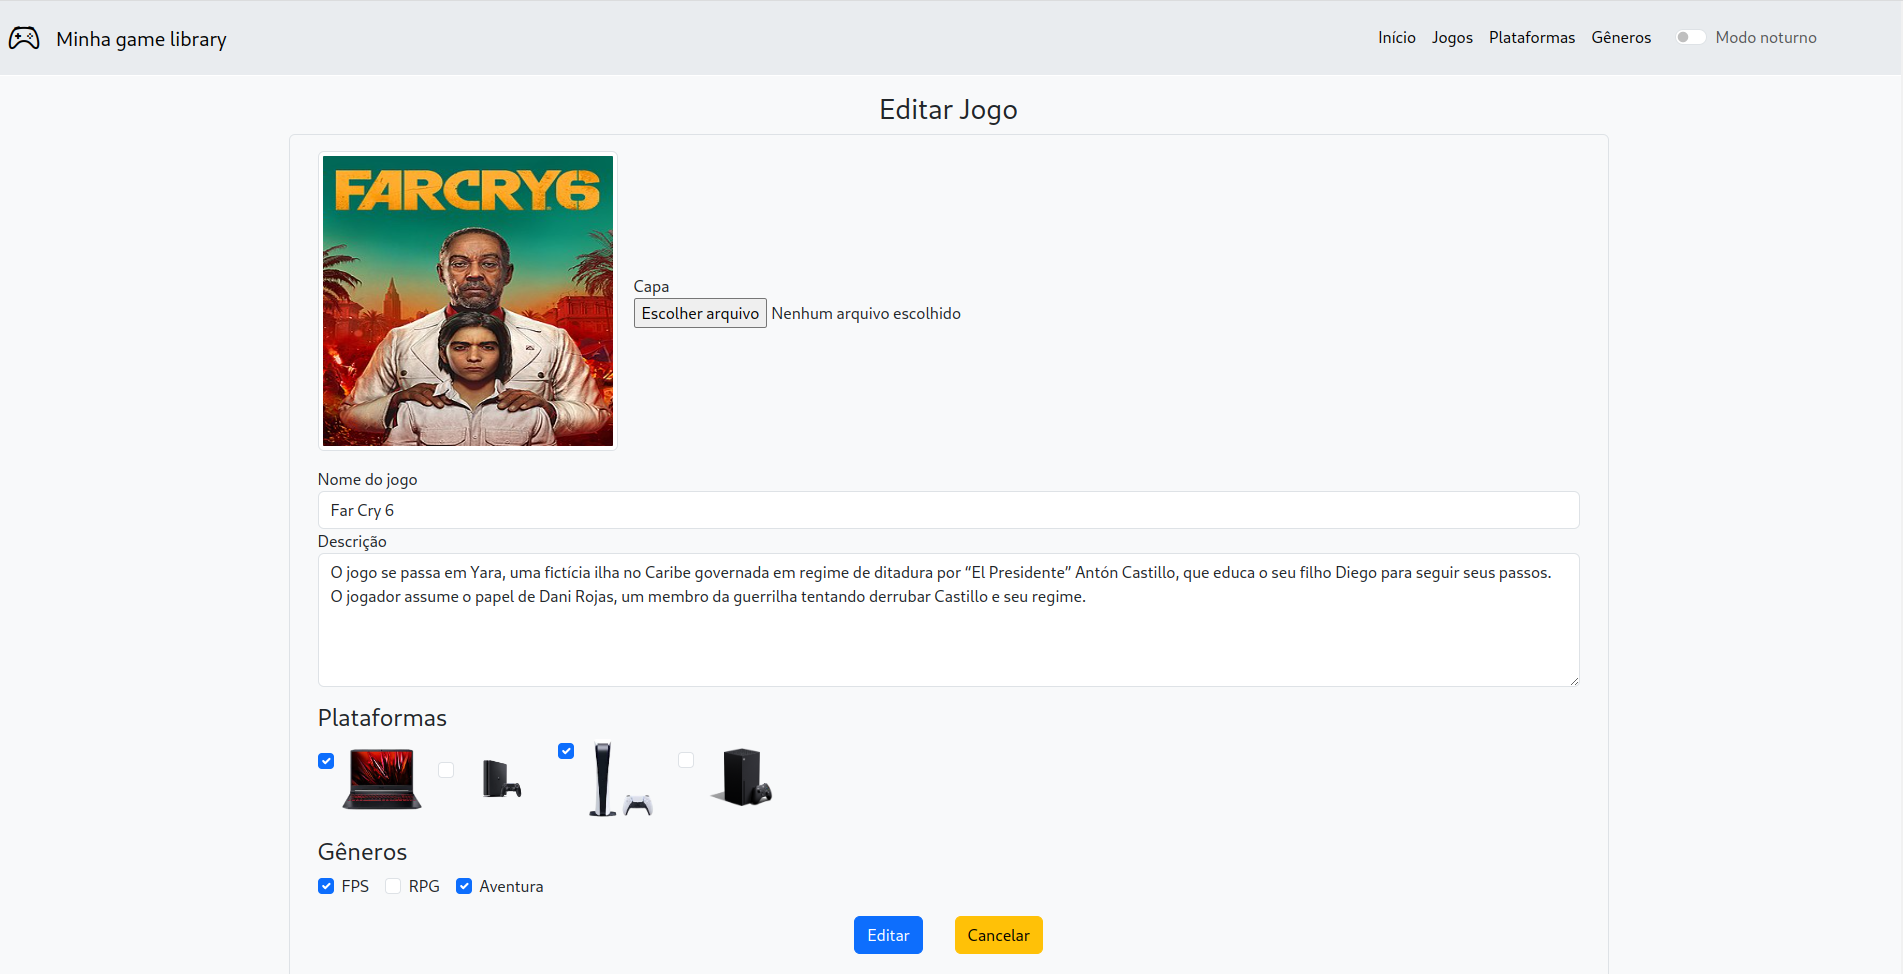 Minha game library
Início Jogos Plataformas Gêneros Modo noturno
Editar Jogo
FARCRY6
Capa
Escolher arquivo Nenhum arquivo escolhido
Nome do jogo
Far Cry 6
Descrição
O jogo se passa em Yara, uma fictícia ilha no Caribe governada em regime de ditadura por “El Presidente” Antón Castillo, que educa o seu filho Diego para seguir seus passos.
O jogador assume o papel de Dani Rojas, um membro da guerrilha tentando derrubar Castillo e seu regime.
Plataformas
Gêneros
FPS RPG Aventura
Editar Cancelar